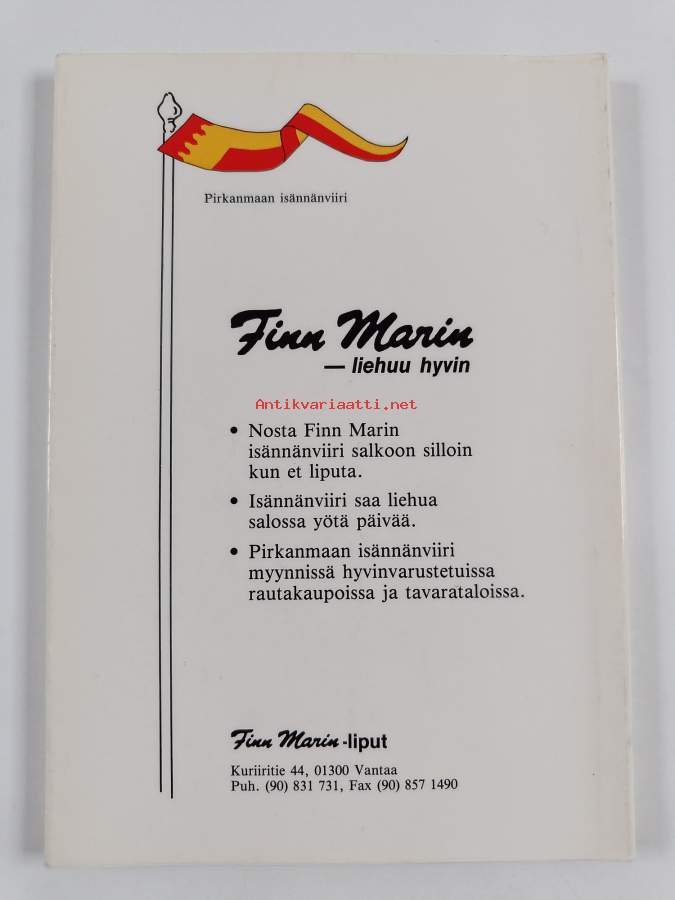 Pirkanmaan isännänviiri
Finn Marin
— liehuu hyvin
Antikvariaatti.net
• Nosta Finn Marin
isännänviiri salkoon silloin
kun et liputa.
• Isännänviiri saa liehua
salossa yötä päivää.
• Pirkanmaan isännänviiri
myynnissä hyvinvarustetuissa
rautakaupoissa ja tavarataloissa.
Finn Marin-liput
Kuriiritie 44, 01300 Vantaa
Puh. (90) 831 731, Fax (90) 857 1490